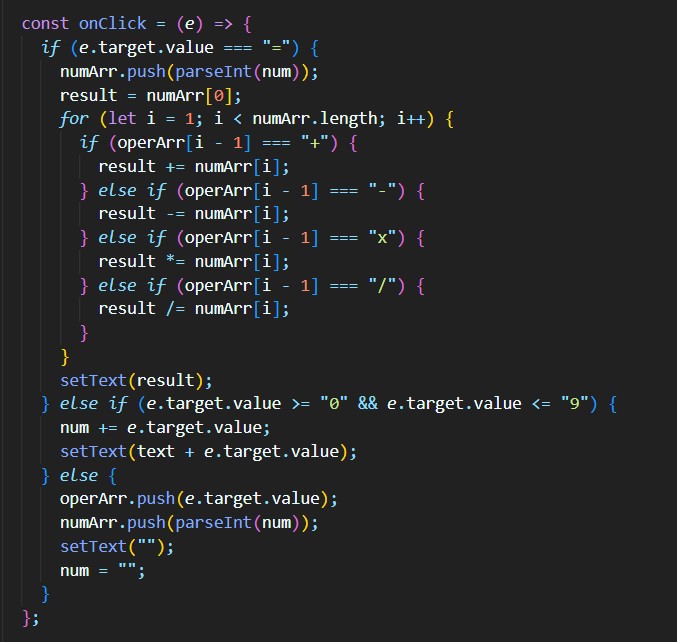 const onClick = (e) => {
  if (e.target.value === "=") {
    numArr.push(parseInt(num));
    result = numArr[0];
    for (let i = 1; i < numArr.length; i++) {
      if (operArr[i - 1] === "+") {
        result += numArr[i];
      } else if (operArr[i - 1] === "-") {
        result -= numArr[i];
      } else if (operArr[i - 1] === "x") {
        result *= numArr[i];
      } else if (operArr[i - 1] === "/") {
        result /= numArr[i];
      }
    }
    setText(result);
  } else if (e.target.value >= "0" && e.target.value <= "9") {
    num += e.target.value;
    setText(text + e.target.value);
  } else {
    operArr.push(e.target.value);
    numArr.push(parseInt(num));
    setText("");
    num = "";
  }
};